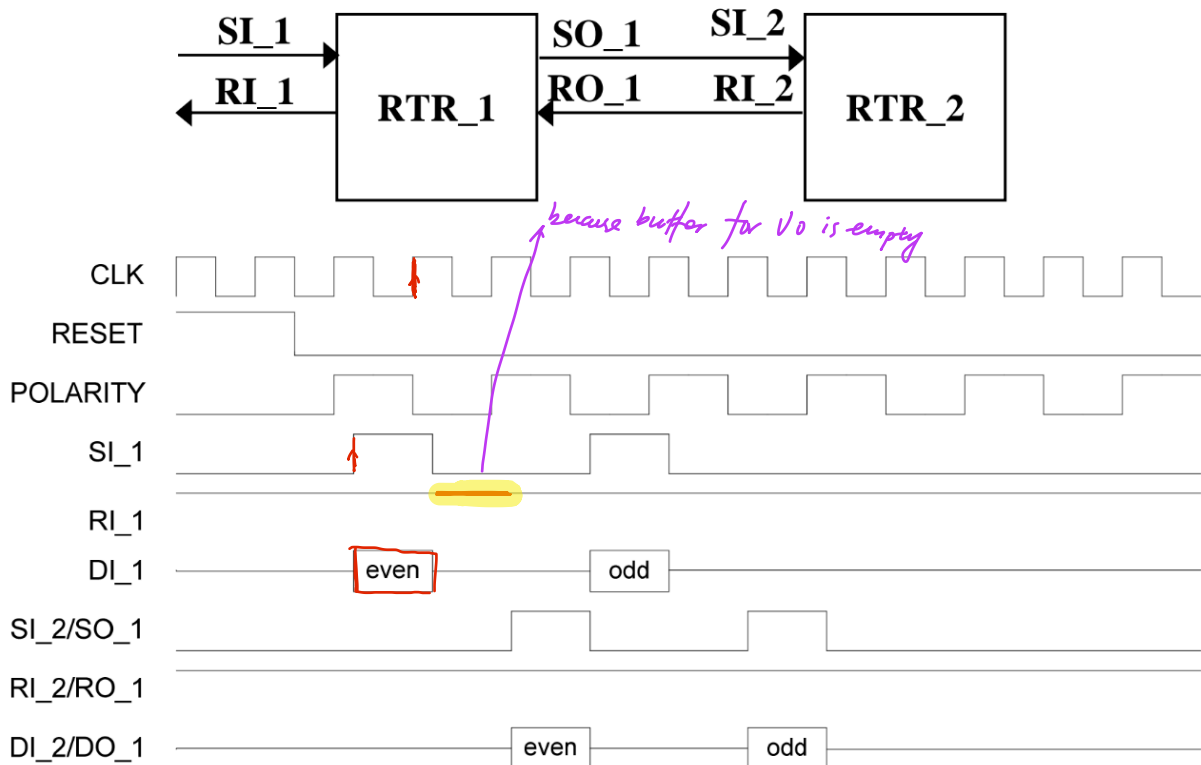 SI_1
SO_1
SI_2
RI_1
RTR_1
RO_1
RI_2
RTR_2
because buffer for V0 is empty
CLK
RESET
POLARITY
SI_1
RI_1
DI_1
even
odd
SI_2/SO_1
RI_2/RO_1
DI_2/DO_1
even
odd